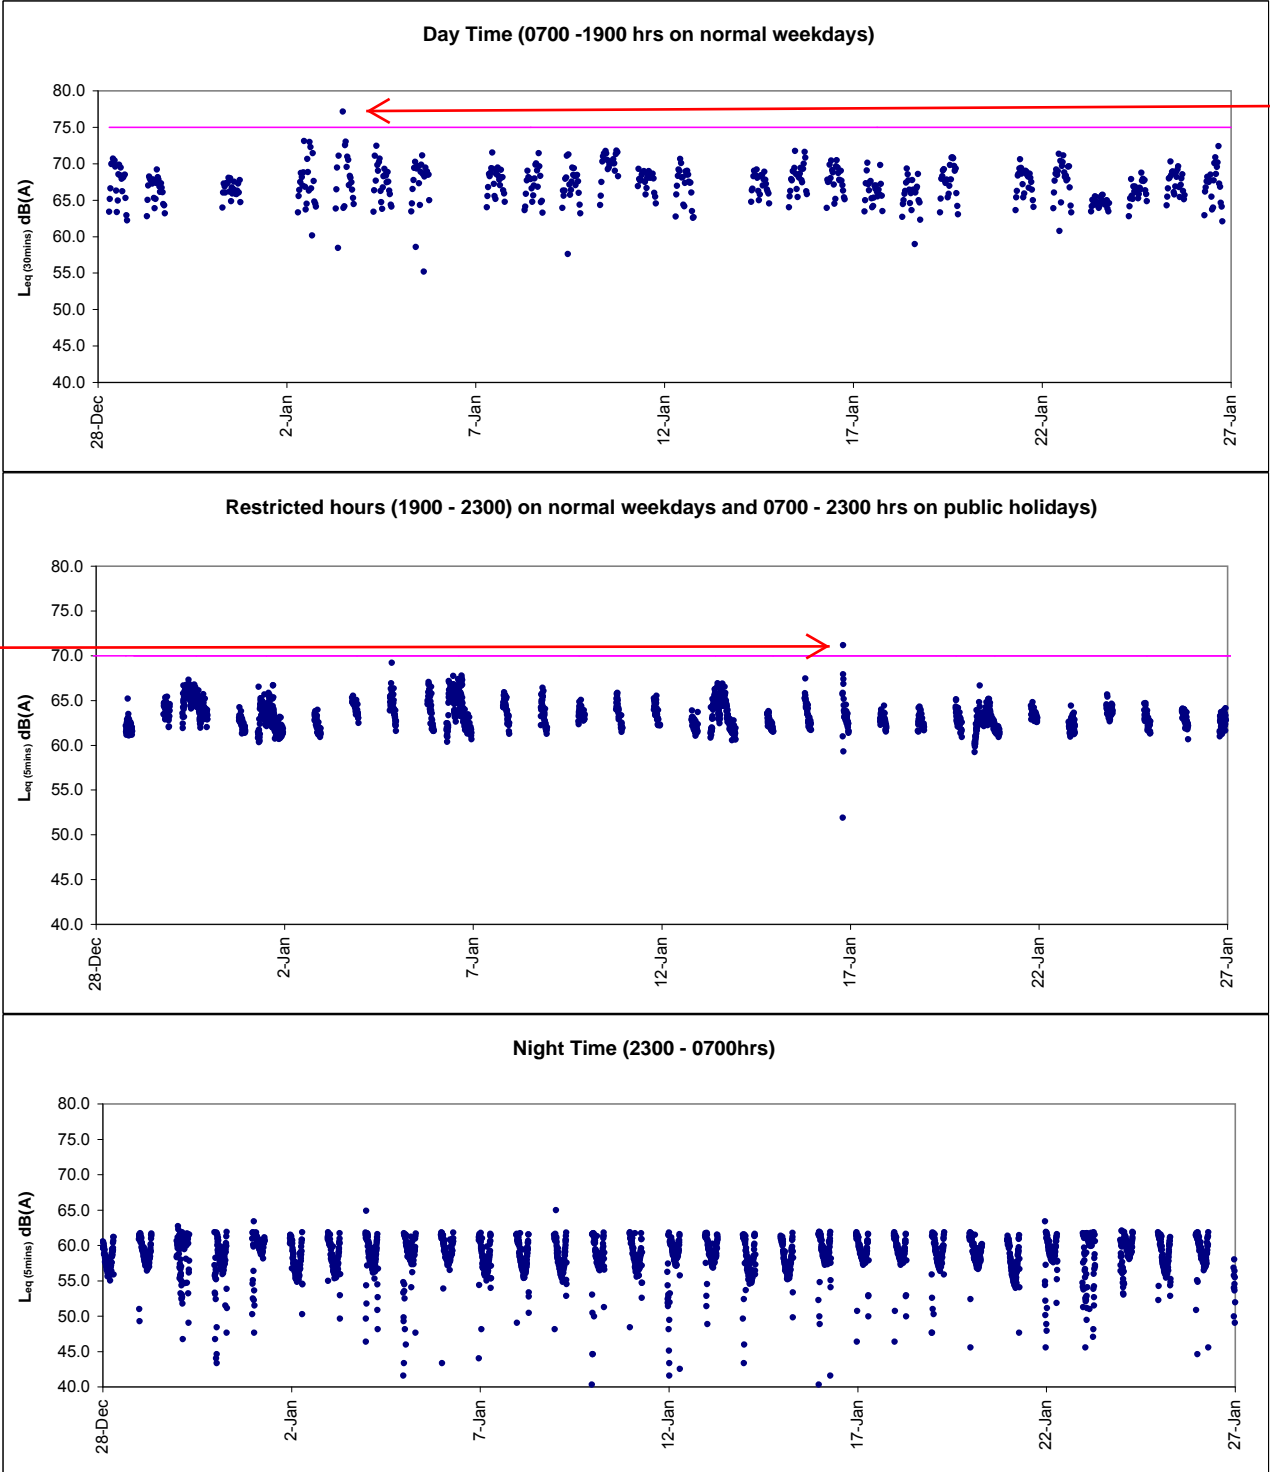 Day Time (0700 -1900 hrs on normal weekdays)
80.0
75.0
70.0
65.0
60.0
55.0
50.0
45.0
40.0
Leq (30mins) dB(A)
28-Dec
2-Jan
7-Jan
12-Jan
17-Jan
22-Jan
27-Jan
Restricted hours (1900 - 2300) on normal weekdays and 0700 - 2300 hrs on public holidays)
80.0
75.0
70.0
65.0
60.0
55.0
50.0
45.0
40.0
Leq (5mins) dB(A)
28-Dec
2-Jan
7-Jan
12-Jan
17-Jan
22-Jan
27-Jan
Night Time (2300 - 0700hrs)
80.0
75.0
70.0
65.0
60.0
55.0
50.0
45.0
40.0
Leq (5mins) dB(A)
28-Dec
2-Jan
7-Jan
12-Jan
17-Jan
22-Jan
27-Jan